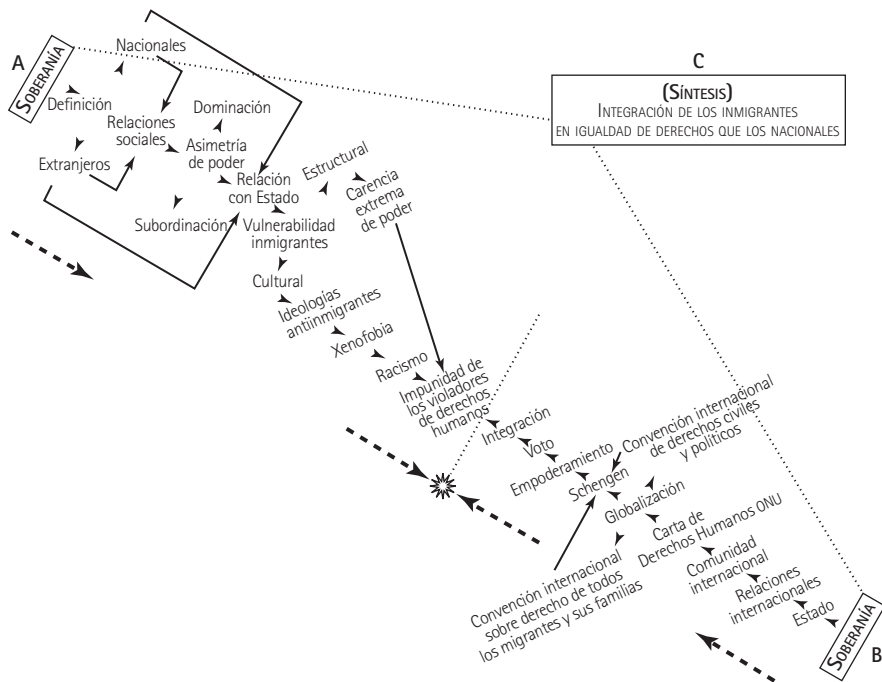 A
SOBERANÍA
Nacionales
Definición
Relaciones
sociales
Extranjeros
Dominación
Asimetría
de poder
Subordinación
Relación
con Estado
Estructural
Carencia
extrema
de poder
Vulnerabilidad
inmigrantes
Cultural
Ideologías
antiinmigrantes
Xenofobia
Racismo
Impunidad de
los violadores
de derechos
humanos
C
(SÍNTESIS)
INTEGRACIÓN DE LOS INMIGRANTES
EN IGUALDAD DE DERECHOS QUE LOS NACIONALES
Integración
Voto
Empoderamiento
Schengen
Convención internacional
de derechos civiles
y políticos
Globalización
Convención internacional
sobre derecho de todos
los migrantes y sus familias
Carta de
Derechos Humanos ONU
Comunidad
internacional
Relaciones
internacionales
Estado
SOBERANÍA
B